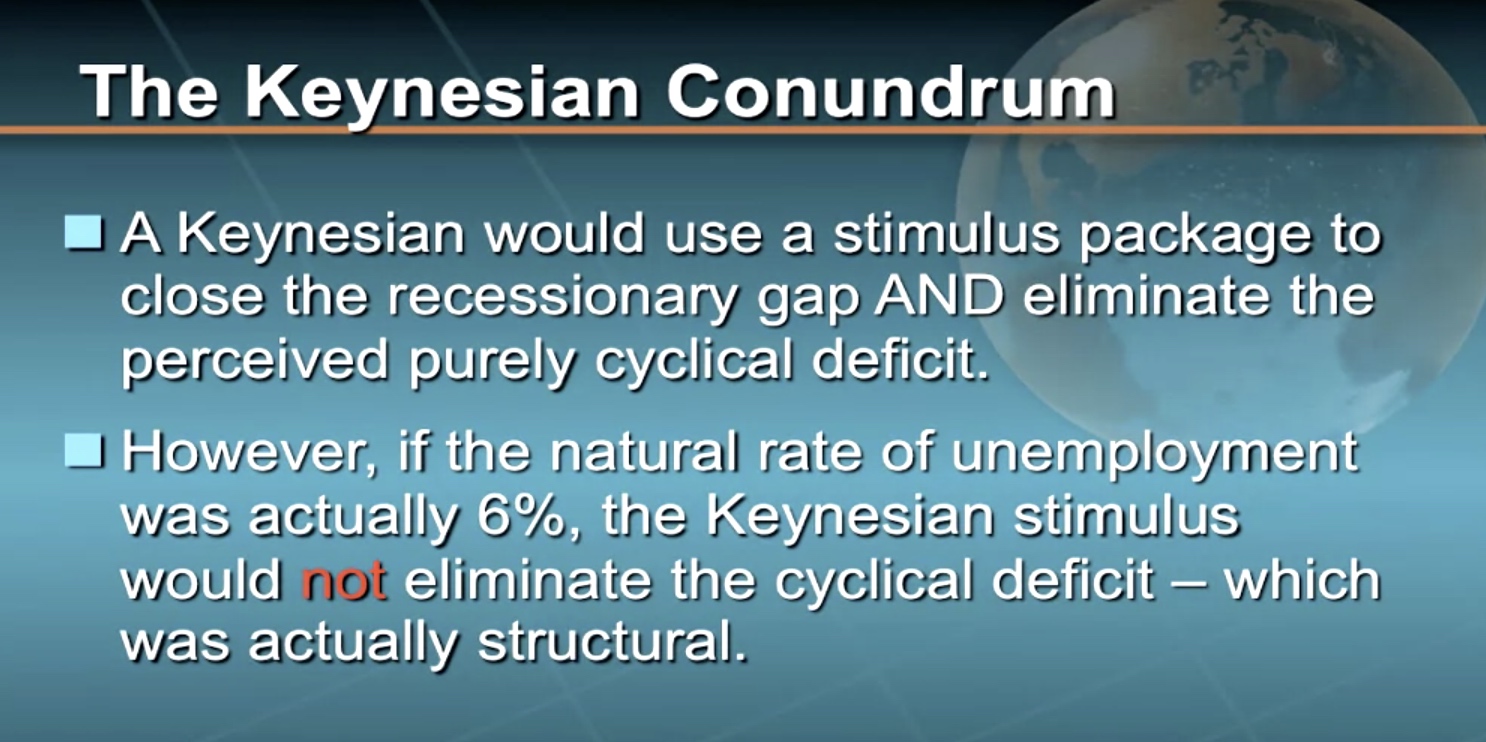 The Keynesian Conundrum
A Keynesian would use a stimulus package to
close the recessionary gap AND eliminate the
perceived purely cyclical deficit.
However, if the natural rate of unemployment
was actually 6%, the Keynesian stimulus
would not eliminate the cyclical deficit – which
was actually structural.